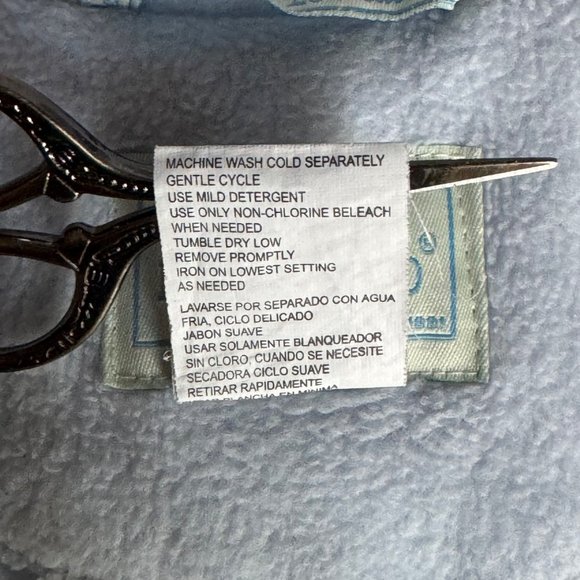 MACHINE WASH COLD SEPARATELY
GENTLE CYCLE
USE MILD DETERGENT
USE ONLY NON-CHLORINE BELEACH
WHEN NEEDED
TUMBLE DRY LOW
REMOVE PROMPTLY
IRON ON LOWEST SETTING
AS NEEDED
LAVARSE POR SEPARADO CON AGUA
FRIA, CICLO DELICADO
JABON SUAVE
USAR SOLAMENTE BLANQUEADOR
SIN CLORO, CUANDO SE NECESITE
SECADORA CICLO SUAVE
RETIRAR RAPIDAMENTE